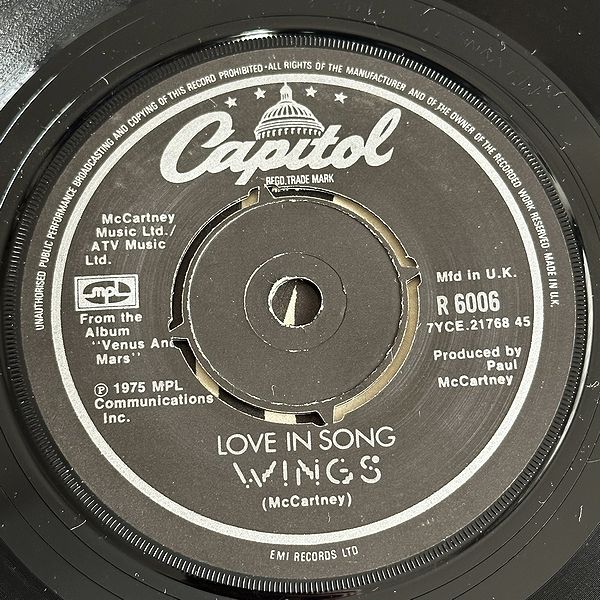 UNAUTHORISED PUBLIC PERFORMANCE BROADCASTING AND COPYING OF THIS RECORD PROHIBITED-ALL RIGHTS OF THE MANUFACTURER AND OF THE OWNER OF THE RECORDED WORK RESERVED MADE IN U.K.
Capitol
REGD. TRADE MARK
McCartney
Music Ltd./
ATV Music
Ltd.
mpl
From the
Album
"Venus And
Mars"
℗ 1975 MPL
Communications
Inc.
Mfd in U.K.
R 6006
7YCE.21768 45
Produced by
Paul
McCartney
LOVE IN SONG
WINGS
(McCartney)
EMI RECORDS LTD